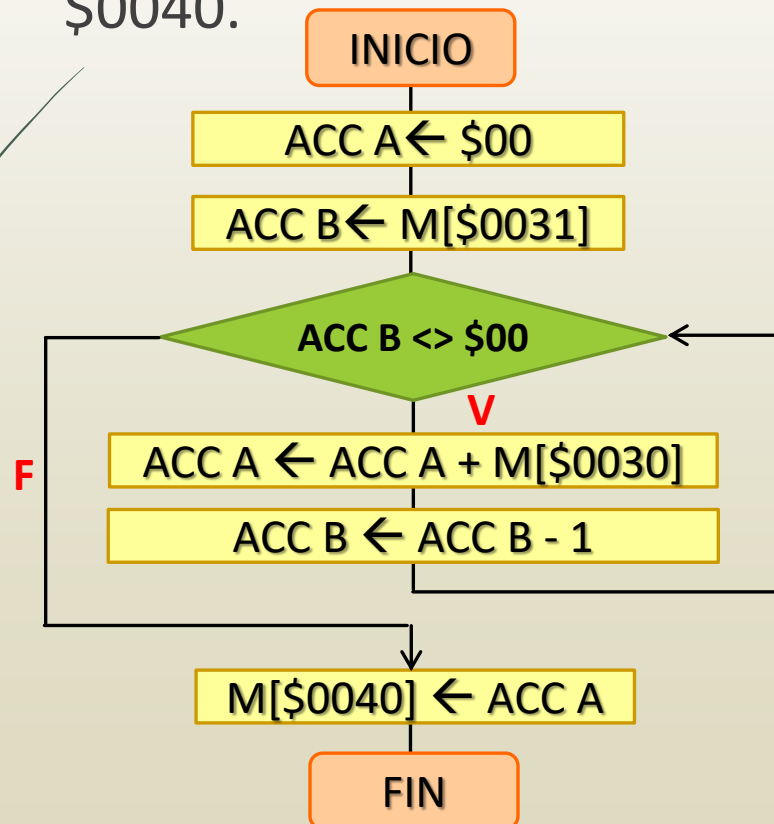 $0040.
INICIO
ACC A ← $00
ACC B ← M[$0031]
ACC B <> $00
V
F
ACC A ← ACC A + M[$0030]
ACC B ← ACC B - 1
M[$0040] ← ACC A
FIN